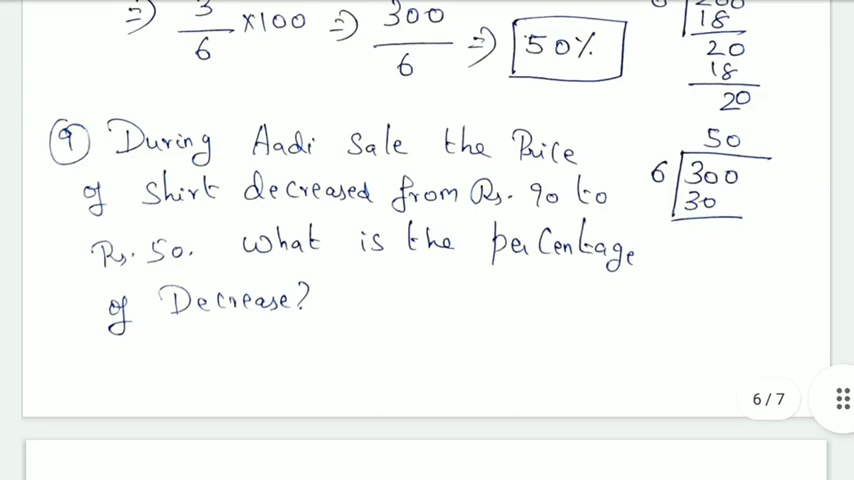 => 3/6 ×100 => 300/6 => 50%
18
20
18
20
9 During Aadi Sale the Price
of Shirt decreased from Rs. 90 to
Rs. 50. What is the percentage
of Decrease?
50
6 300
30
6 / 7